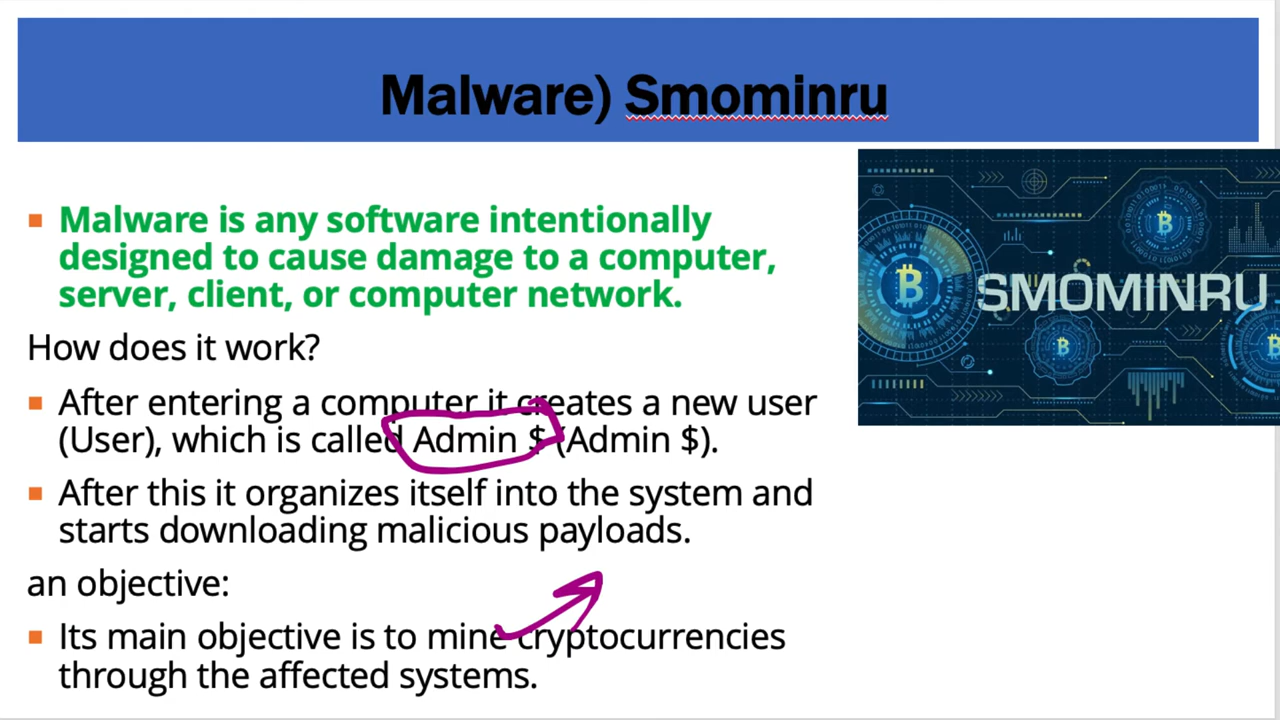 Malware) Smominru
Malware is any software intentionally
designed to cause damage to a computer,
server, client, or computer network.
How does it work?
After entering a computer it creates a new user
(User), which is called Admin $ (Admin $).
After this it organizes itself into the system and
starts downloading malicious payloads.
an objective:
Its main objective is to mine cryptocurrencies
through the affected systems.
SMOMINRU